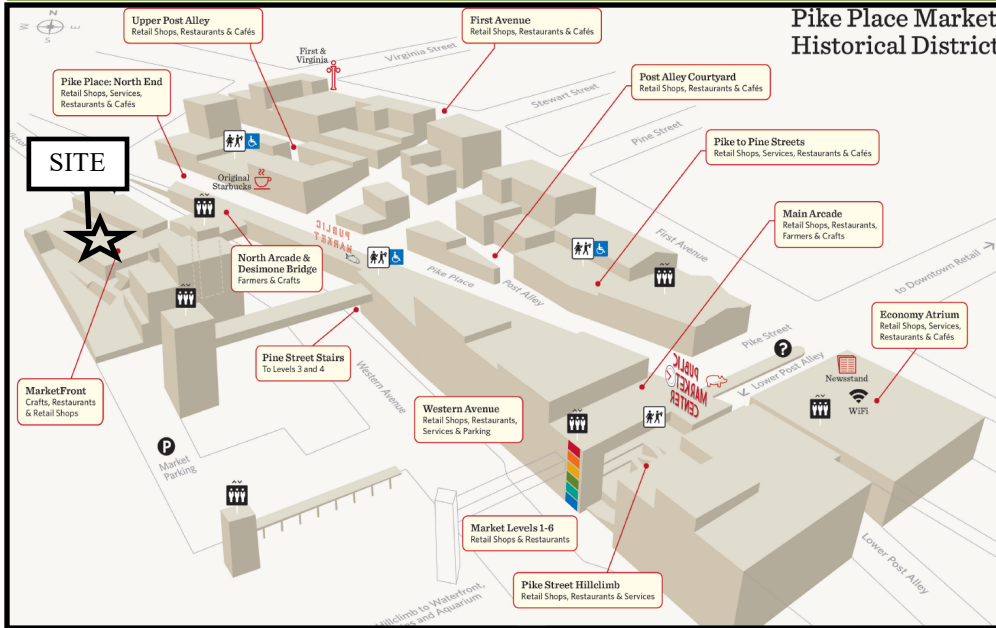 Pike Place Market
Historical District
W
N
E
S
Upper Post Alley
Retail Shops, Restaurants & Cafés
First Avenue
Retail Shops, Restaurants & Cafés
First &
Virginia
Virginia Street
Pike Place: North End
Retail Shops, Services,
Restaurants & Cafés
Post Alley Courtyard
Retail Shops, Restaurants & Cafés
Stewart Street
Pine Street
Pike to Pine Streets
Retail Shops, Services, Restaurants & Cafés
SITE
Original
Starbucks
PUBLIC
MARKET
Main Arcade
Retail Shops, Restaurants,
Farmers & Crafts
First Avenue
to Downtown Retail
North Arcade &
Desimone Bridge
Farmers & Crafts
Pike Place
Post Alley
Economy Atrium
Retail Shops, Services,
Restaurants & Cafés
Pine Street Stairs
To Levels 3 and 4
Pike Street
?
Lower Post Alley
PUBLIC
MARKET
CENTER
Newsstand
WiFi
MarketFront
Crafts, Restaurants
& Retail Shops
Western Avenue
Western Avenue
Retail Shops, Restaurants,
Services & Parking
P
Market
Parking
Market Levels 1-6
Retail Shops & Restaurants
Pike Street Hillclimb
Retail Shops, Restaurants & Services
Lower Post Alley
Hillclimb to Waterfront,
and Aquarium